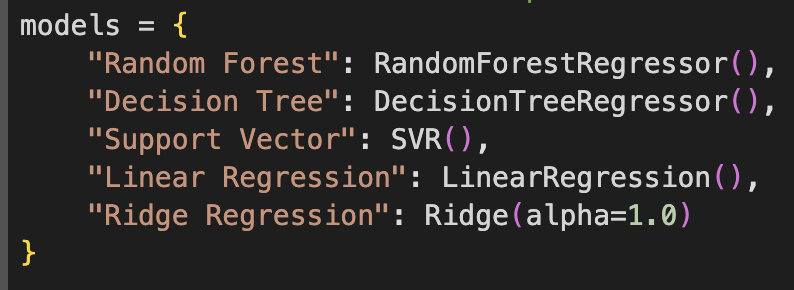 models = {
    "Random Forest": RandomForestRegressor(),
    "Decision Tree": DecisionTreeRegressor(),
    "Support Vector": SVR(),
    "Linear Regression": LinearRegression(),
    "Ridge Regression": Ridge(alpha=1.0)
}